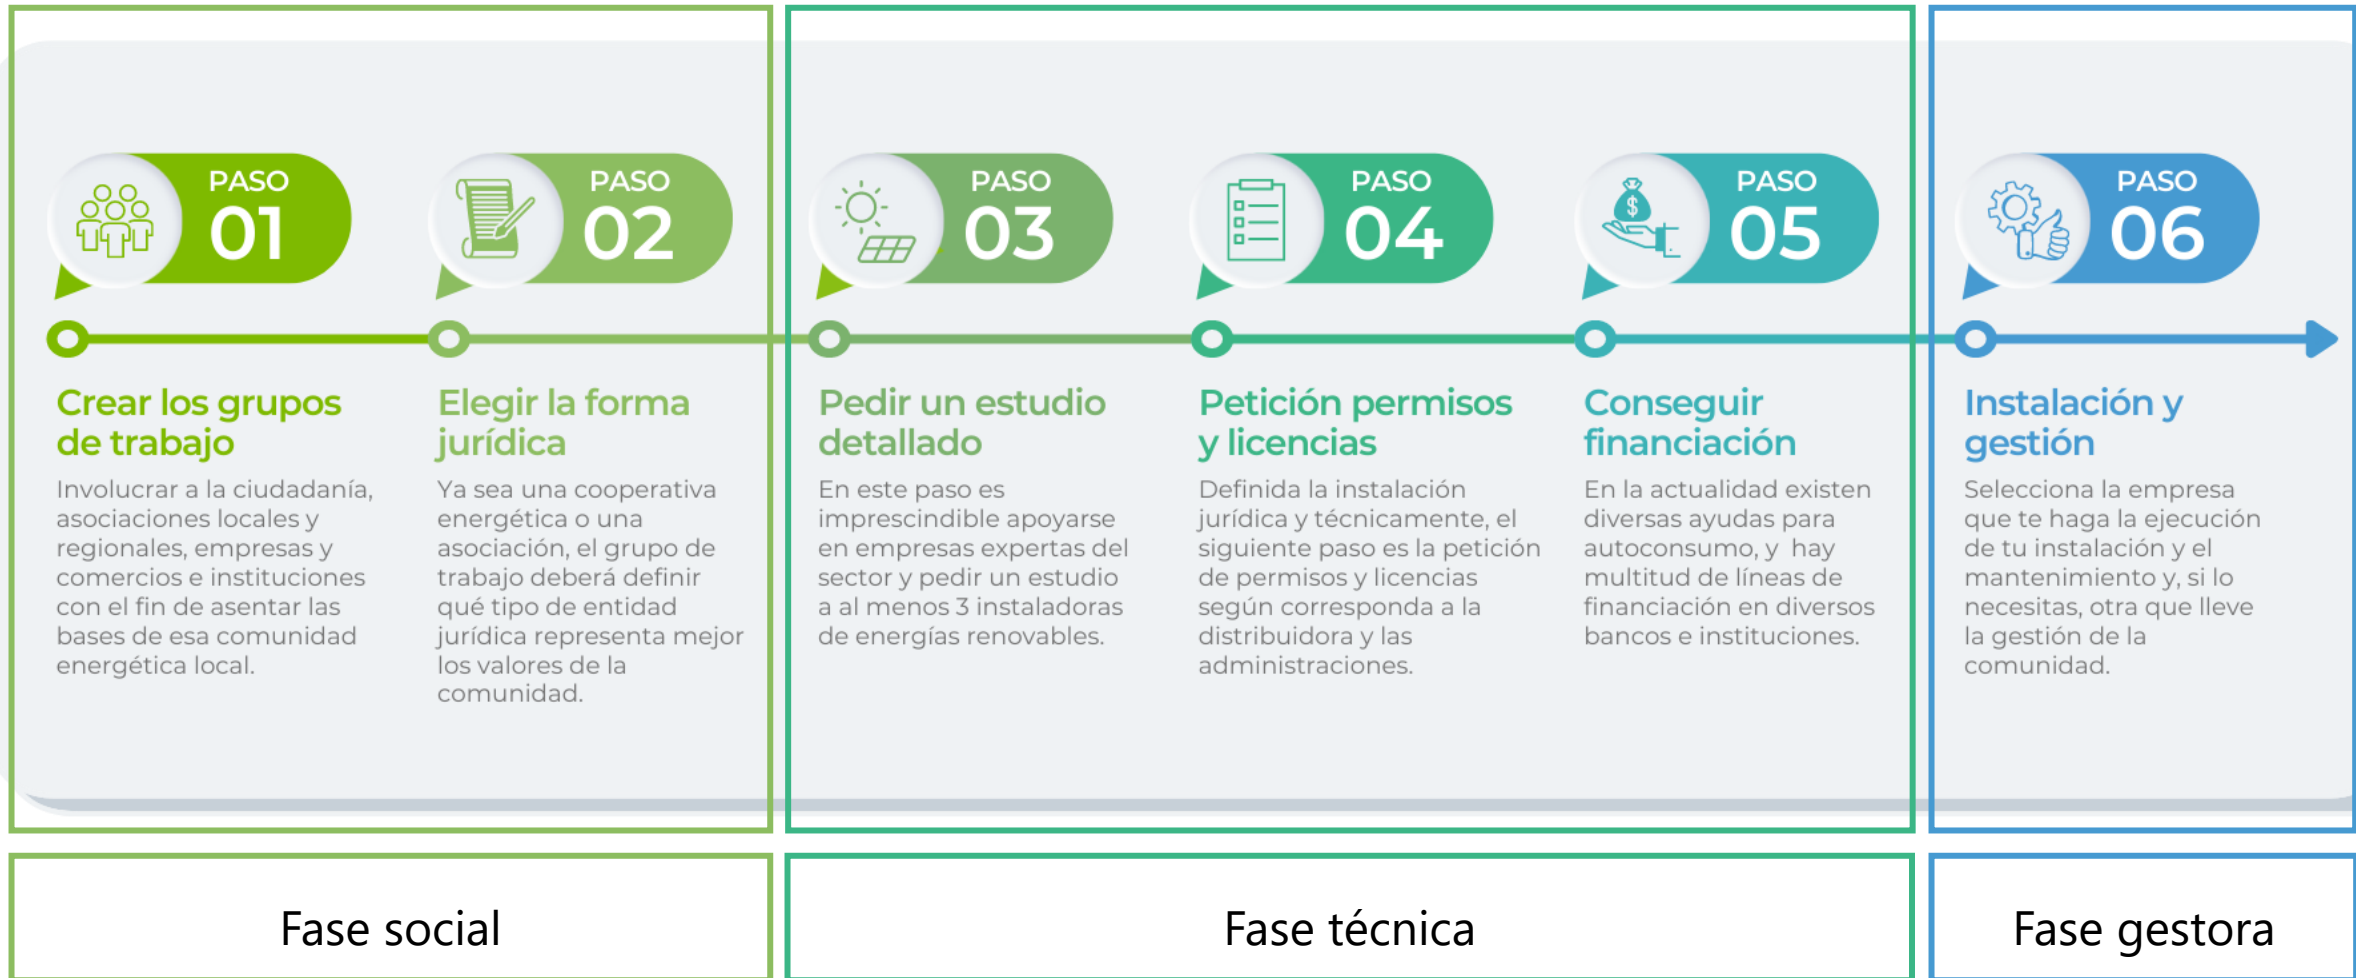 PASO
01
Crear los grupos
de trabajo
Involucrar a la ciudadanía,
asociaciones locales y
regionales, empresas y
comercios e instituciones
con el fin de asentar las
bases de esa comunidad
energética local.
PASO
02
Elegir la forma
jurídica
Ya sea una cooperativa
energética o una
asociación, el grupo de
trabajo deberá definir
qué tipo de entidad
jurídica representa mejor
los valores de la
comunidad.
PASO
03
Pedir un estudio
detallado
En este paso es
imprescindible apoyarse
en empresas expertas del
sector y pedir un estudio
a al menos 3 instaladoras
de energías renovables.
PASO
04
Petición permisos
y licencias
Definida la instalación
jurídica y técnicamente, el
siguiente paso es la petición
de permisos y licencias
según corresponda a la
distribuidora y las
administraciones.
$
PASO
05
Conseguir
financiación
En la actualidad existen
diversas ayudas para
autoconsumo, y hay
multitud de líneas de
financiación en diversos
bancos e instituciones.
PASO
06
Instalación y
gestión
Selecciona la empresa
que te haga la ejecución
de tu instalación y el
mantenimiento y, si lo
necesitas, otra que lleve
la gestión de la
comunidad.
Fase social
Fase técnica
Fase gestora